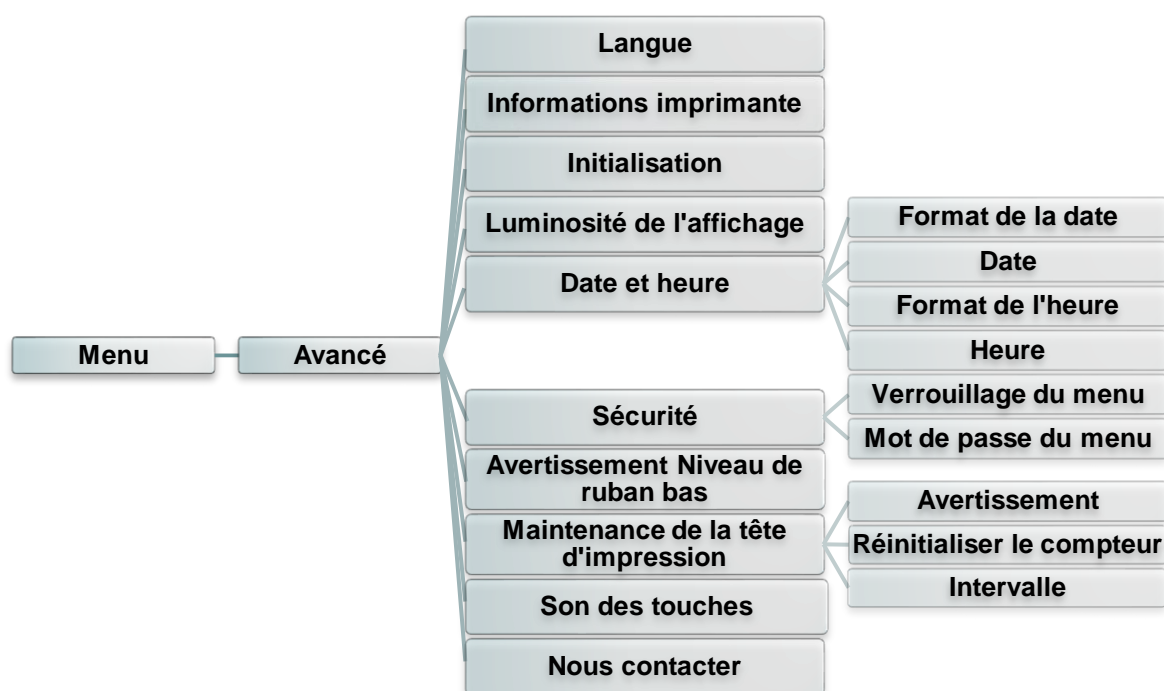 Langue
Informations imprimante
Initialisation
Luminosité de l'affichage
Date et heure
Format de la date
Date
Format de l'heure
Heure
Menu
Avancé
Sécurité
Verrouillage du menu
Mot de passe du menu
Avertissement Niveau de
ruban bas
Maintenance de la tête
d'impression
Avertissement
Réinitialiser le compteur
Intervalle
Son des touches
Nous contacter